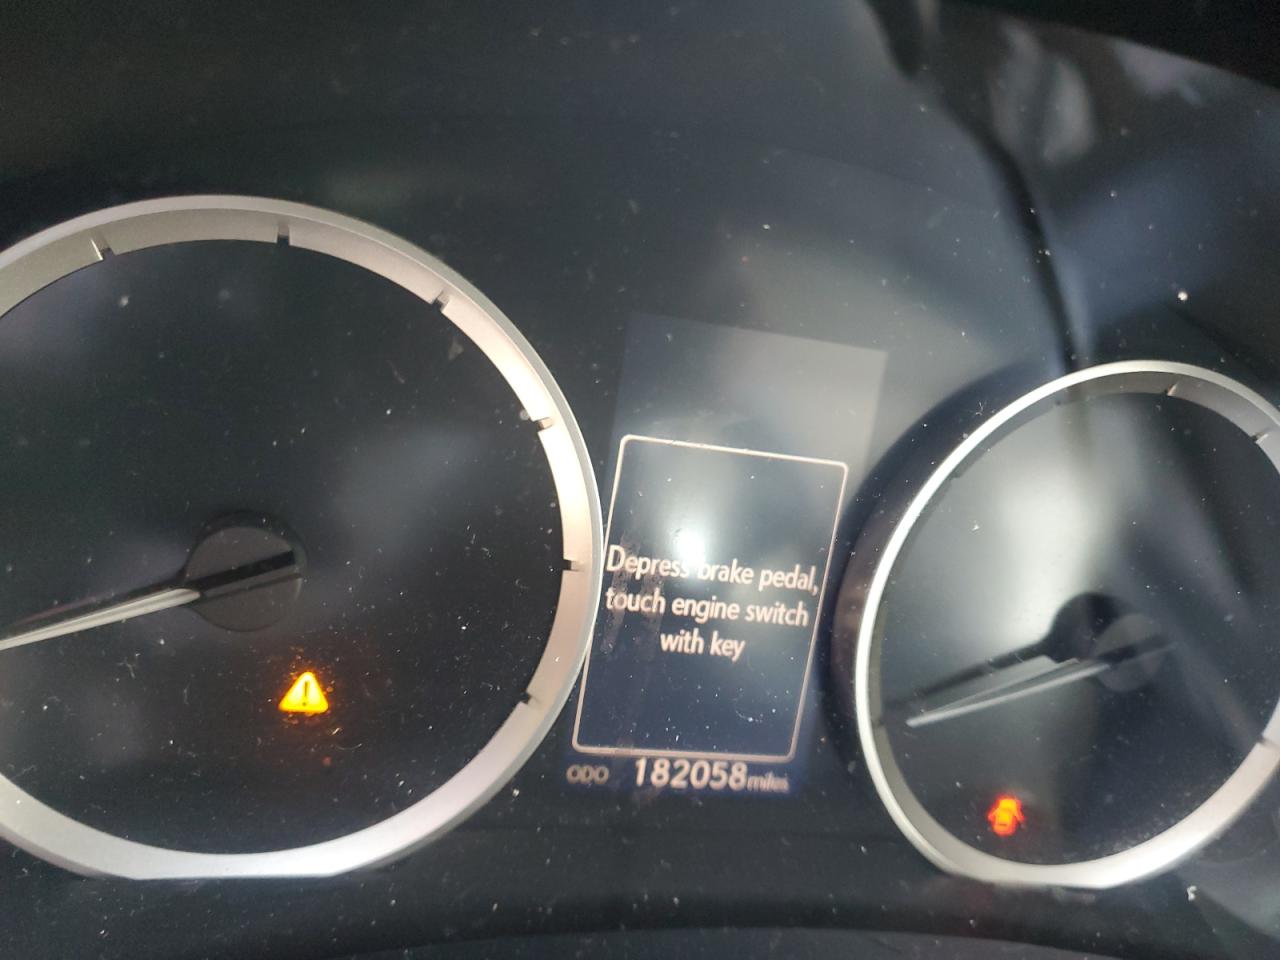 Depress brake pedal,
touch engine switch
with key
ODO 182058 miles